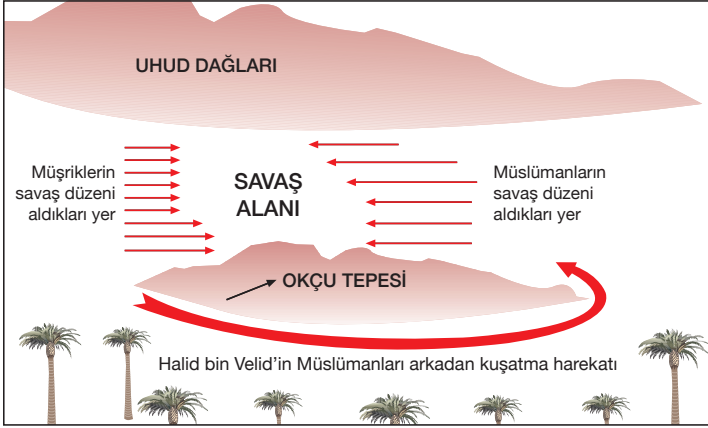 UHUD DAĞLARI
Müşriklerin
savaş düzeni
aldıkları yer
SAVAŞ
ALANI
Müslümanların
savaş düzeni
aldıkları yer
OKÇU TEPESİ
Halid bin Velid’in Müslümanları arkadan kuşatma harekatı